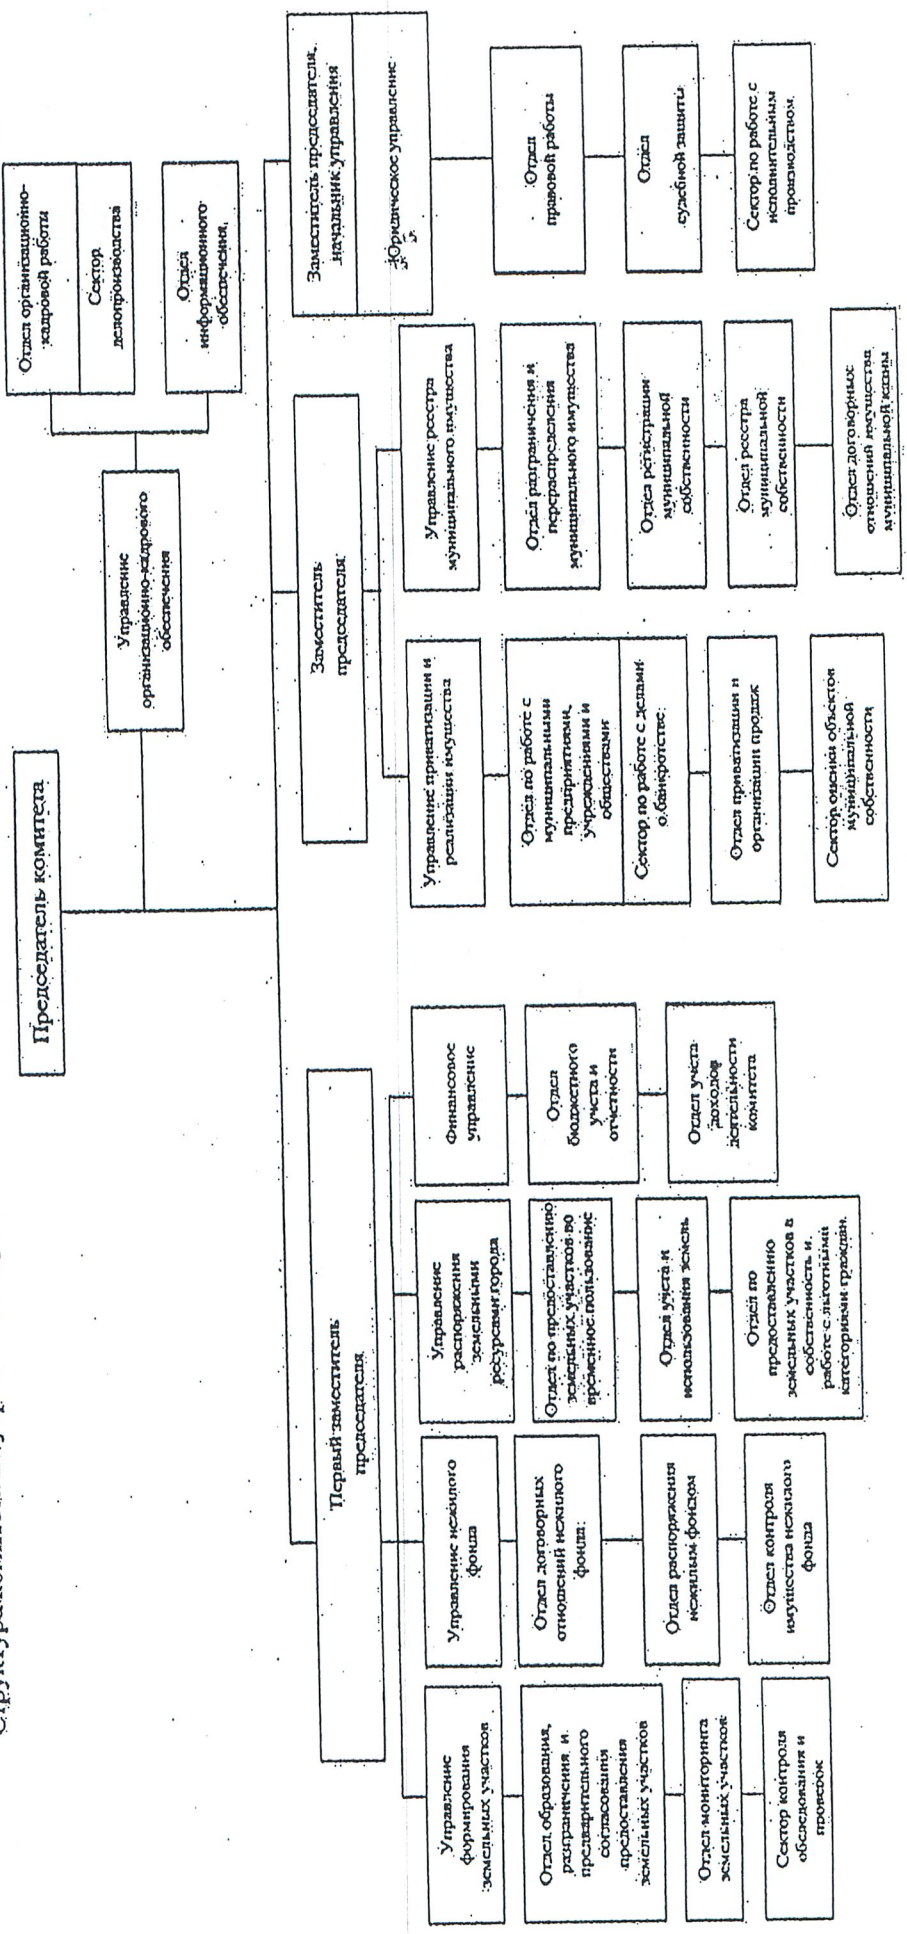 Председатель комитета
Управление
организационно-кадрового
обеспечения
Отдел организационно-
кадровой работы
Сектор
делопроизводства
Отдел
информационного
обеспечения
Первый заместитель
председателя
Заместитель
председателя
Заместитель председателя,
начальник управления
Юридическое управление
Управление
формирования
земельных участков
Отдел образования,
разграничения и
предварительного
согласования
предоставления
земельных участков
Отдел мониторинга
земельных участков
Сектор контроля
обследования и
проверок
Управление нежилого
фонда
Отдел договорных
отношений нежилого
фонда
Отдел распоряжения
нежилым фондом
Отдел контроля
имущества нежилого
фонда
Управление
распоряжения
земельными
ресурсами города
Отдел по предоставлению
земельных участков во
временное пользование
Отдел учета и
использования земель
Отдел по
предоставлению
земельных участков в
собственность и
работе с льготными
категориями граждан
Финансовое
управление
Отдел
бюджетного
учета и
отчетности
Отдел учета
доходов
деятельности
комитета
Управление приватизации и
реализации имущества
Отдел по работе с
муниципальными
предприятиями,
учреждениями и
обществами
Сектор по работе с делами
о банкротстве
Отдел приватизации и
организации продаж
Сектор оценки объектов
муниципальной
собственности
Управление реестра
муниципального имущества
Отдел разграничения и
перераспределения
муниципального имущества
Отдел регистрации
муниципальной
собственности
Отдел реестра
муниципальной
собственности
Отдел договорных
отношений имущества
муниципальной казны
Отдел
правовой работы
Отдел
судебной защиты
Сектор по работе с
исполнительным
производством